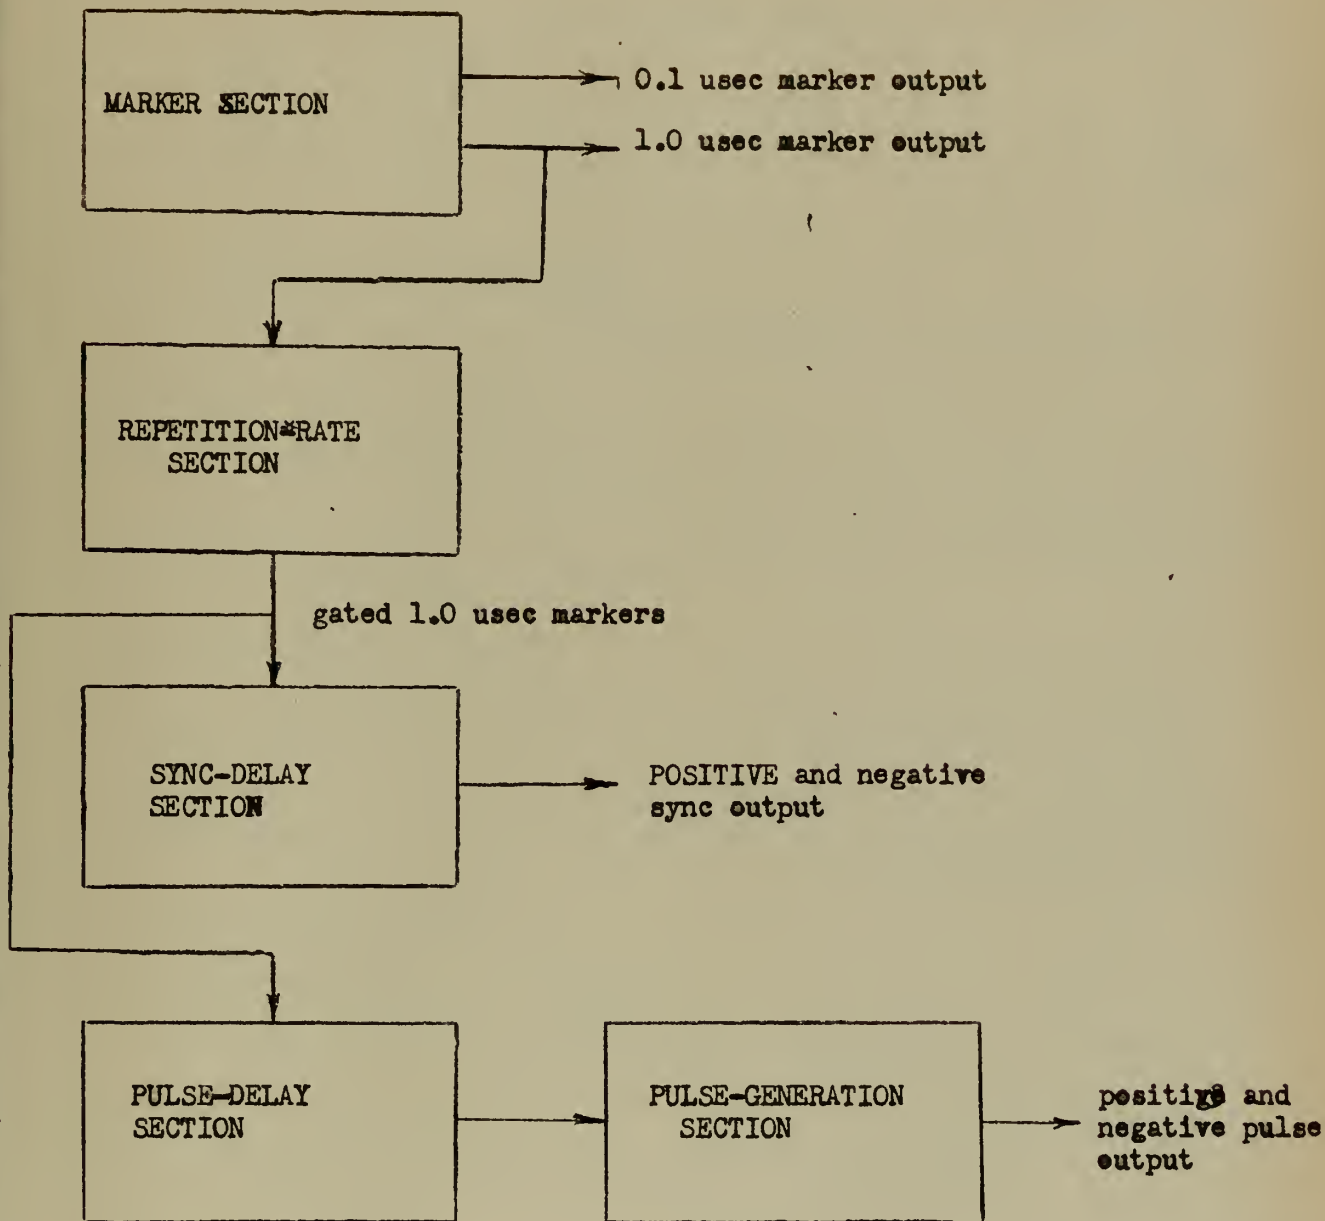 MARKER SECTION
0.1 usec marker output
1.0 usec marker output
REPETITION-RATE
SECTION
gated 1.0 usec markers
SYNC-DELAY
SECTION
POSITIVE and negative
sync output
PULSE-DELAY
SECTION
PULSE-GENERATION
SECTION
positive and
negative pulse
output